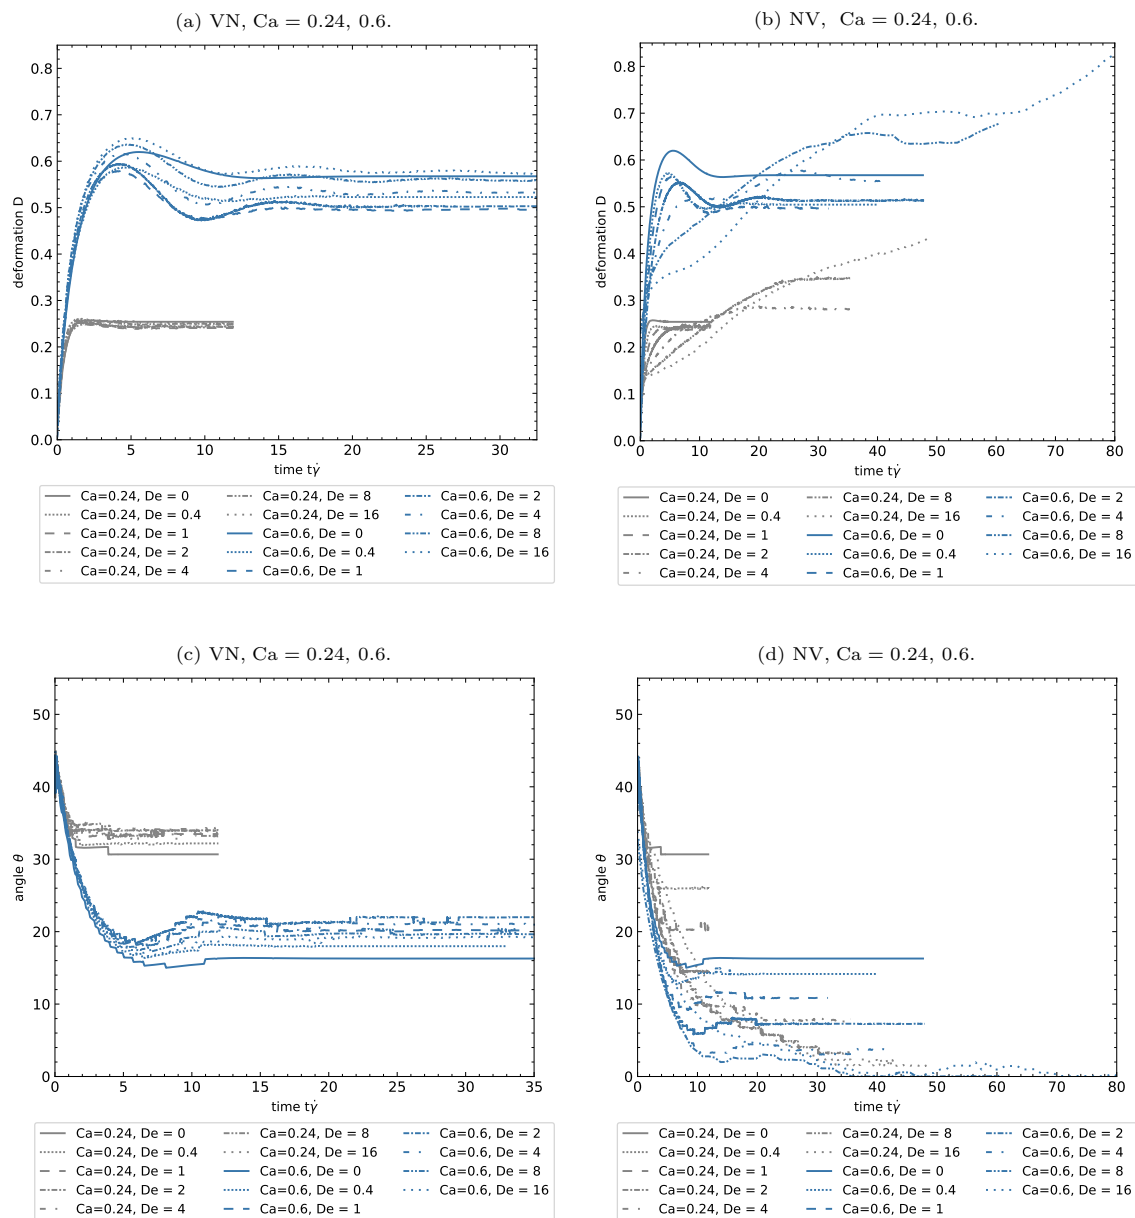 (a) VN, Ca = 0.24, 0.6.
0.8
0.7
0.6
0.5
0.4
0.3
0.2
0.1
0.0
deformation D
0 5 10 15 20 25 30
time tγ̇
Ca=0.24, De = 0
Ca=0.24, De = 0.4
Ca=0.24, De = 1
Ca=0.24, De = 2
Ca=0.24, De = 4
Ca=0.24, De = 8
Ca=0.24, De = 16
Ca=0.6, De = 0
Ca=0.6, De = 0.4
Ca=0.6, De = 1
Ca=0.6, De = 2
Ca=0.6, De = 4
Ca=0.6, De = 8
Ca=0.6, De = 16
(b) NV, Ca = 0.24, 0.6.
0.8
0.7
0.6
0.5
0.4
0.3
0.2
0.1
0.0
deformation D
0 10 20 30 40 50 60 70 80
time tγ̇
Ca=0.24, De = 0
Ca=0.24, De = 0.4
Ca=0.24, De = 1
Ca=0.24, De = 2
Ca=0.24, De = 4
Ca=0.24, De = 8
Ca=0.24, De = 16
Ca=0.6, De = 0
Ca=0.6, De = 0.4
Ca=0.6, De = 1
Ca=0.6, De = 2
Ca=0.6, De = 4
Ca=0.6, De = 8
Ca=0.6, De = 16
(c) VN, Ca = 0.24, 0.6.
50
40
30
20
10
0
angle θ
0 5 10 15 20 25 30 35
time tγ̇
Ca=0.24, De = 0
Ca=0.24, De = 0.4
Ca=0.24, De = 1
Ca=0.24, De = 2
Ca=0.24, De = 4
Ca=0.24, De = 8
Ca=0.24, De = 16
Ca=0.6, De = 0
Ca=0.6, De = 0.4
Ca=0.6, De = 1
Ca=0.6, De = 2
Ca=0.6, De = 4
Ca=0.6, De = 8
Ca=0.6, De = 16
(d) NV, Ca = 0.24, 0.6.
50
40
30
20
10
0
angle θ
0 10 20 30 40 50 60 70 80
time tγ̇
Ca=0.24, De = 0
Ca=0.24, De = 0.4
Ca=0.24, De = 1
Ca=0.24, De = 2
Ca=0.24, De = 4
Ca=0.24, De = 8
Ca=0.24, De = 16
Ca=0.6, De = 0
Ca=0.6, De = 0.4
Ca=0.6, De = 1
Ca=0.6, De = 2
Ca=0.6, De = 4
Ca=0.6, De = 8
Ca=0.6, De = 16